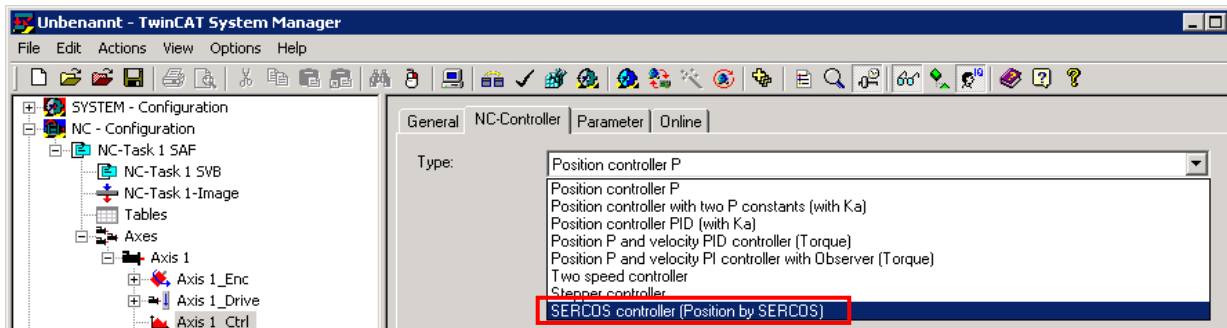 Unbenannt - TwinCAT System Manager
File Edit Actions View Options Help
SYSTEM - Configuration
NC - Configuration
NC-Task 1 SAF
NC-Task 1 SVB
NC-Task 1-Image
Tables
Axes
Axis 1
Axis 1_Enc
Axis 1_Drive
Axis 1_Ctrl
General NC-Controller Parameter Online
Type: Position controller P
Position controller P
Position controller with two P constants (with Ka)
Position controller PID (with Ka)
Position P and velocity PID controller (Torque)
Position P and velocity PI controller with Observer (Torque)
Two speed controller
Stepper controller
SERCOS controller (Position by SERCOS)